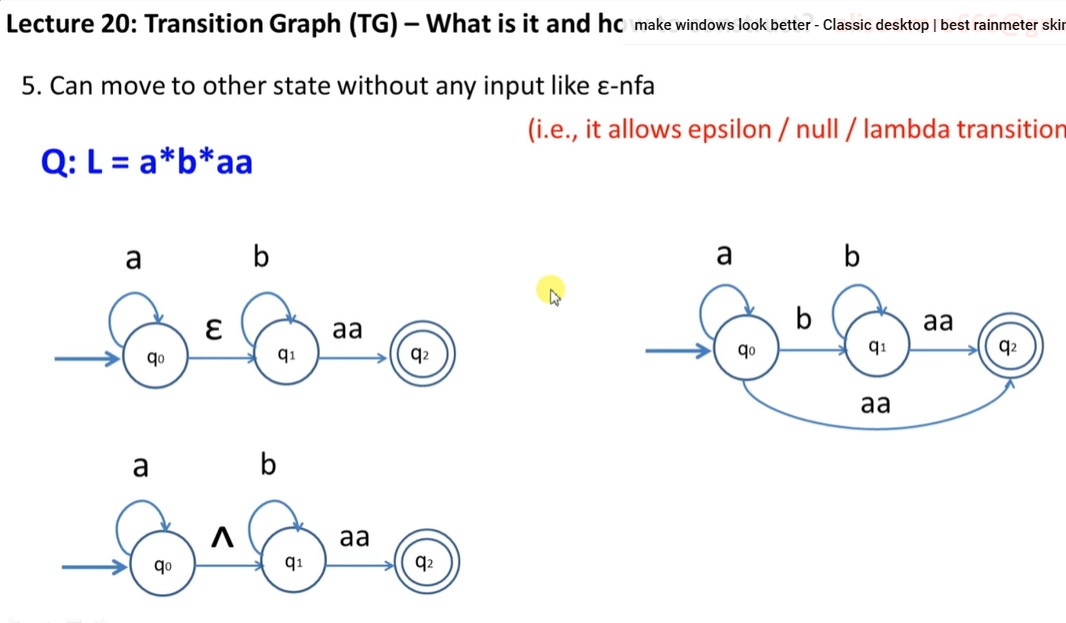 Lecture 20: Transition Graph (TG) – What is it and
make windows look better - Classic desktop | best rainmeter
5. Can move to other state without any input like ε-nfa
(i.e., it allows epsilon / null / lambda transition
Q: L = a*b*aa
a b
ε aa
q0 q1 q2
a b
b aa
q0 q1 q2
aa
a b
Λ aa
q0 q1 q2